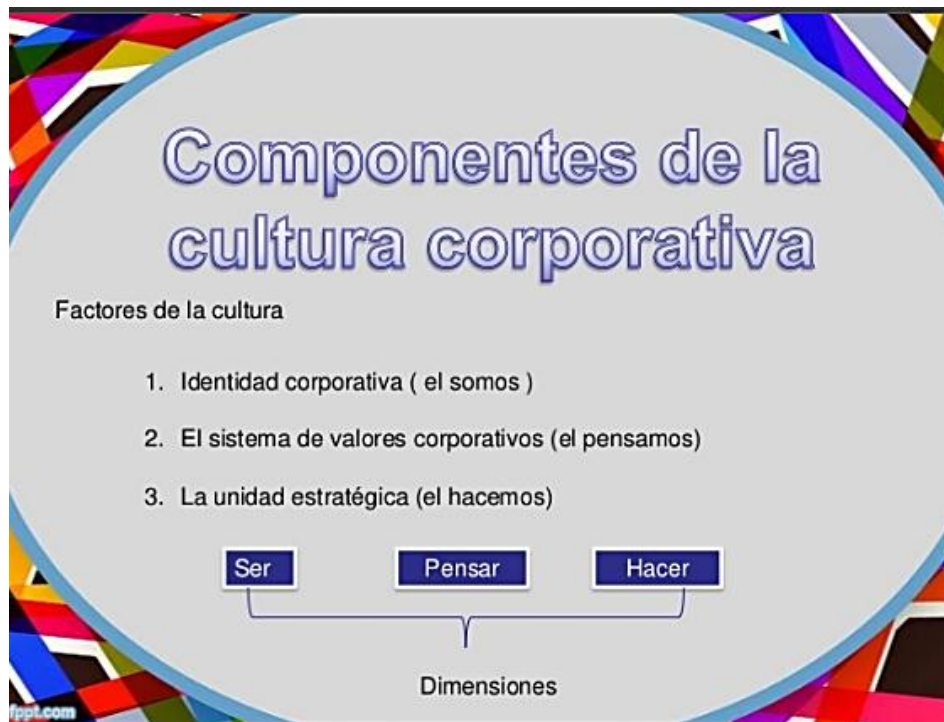 Componentes de la
cultura corporativa
Factores de la cultura
1. Identidad corporativa ( el somos )
2. El sistema de valores corporativos (el pensamos)
3. La unidad estratégica (el hacemos)
Ser Pensar Hacer
Dimensiones
fppt.com